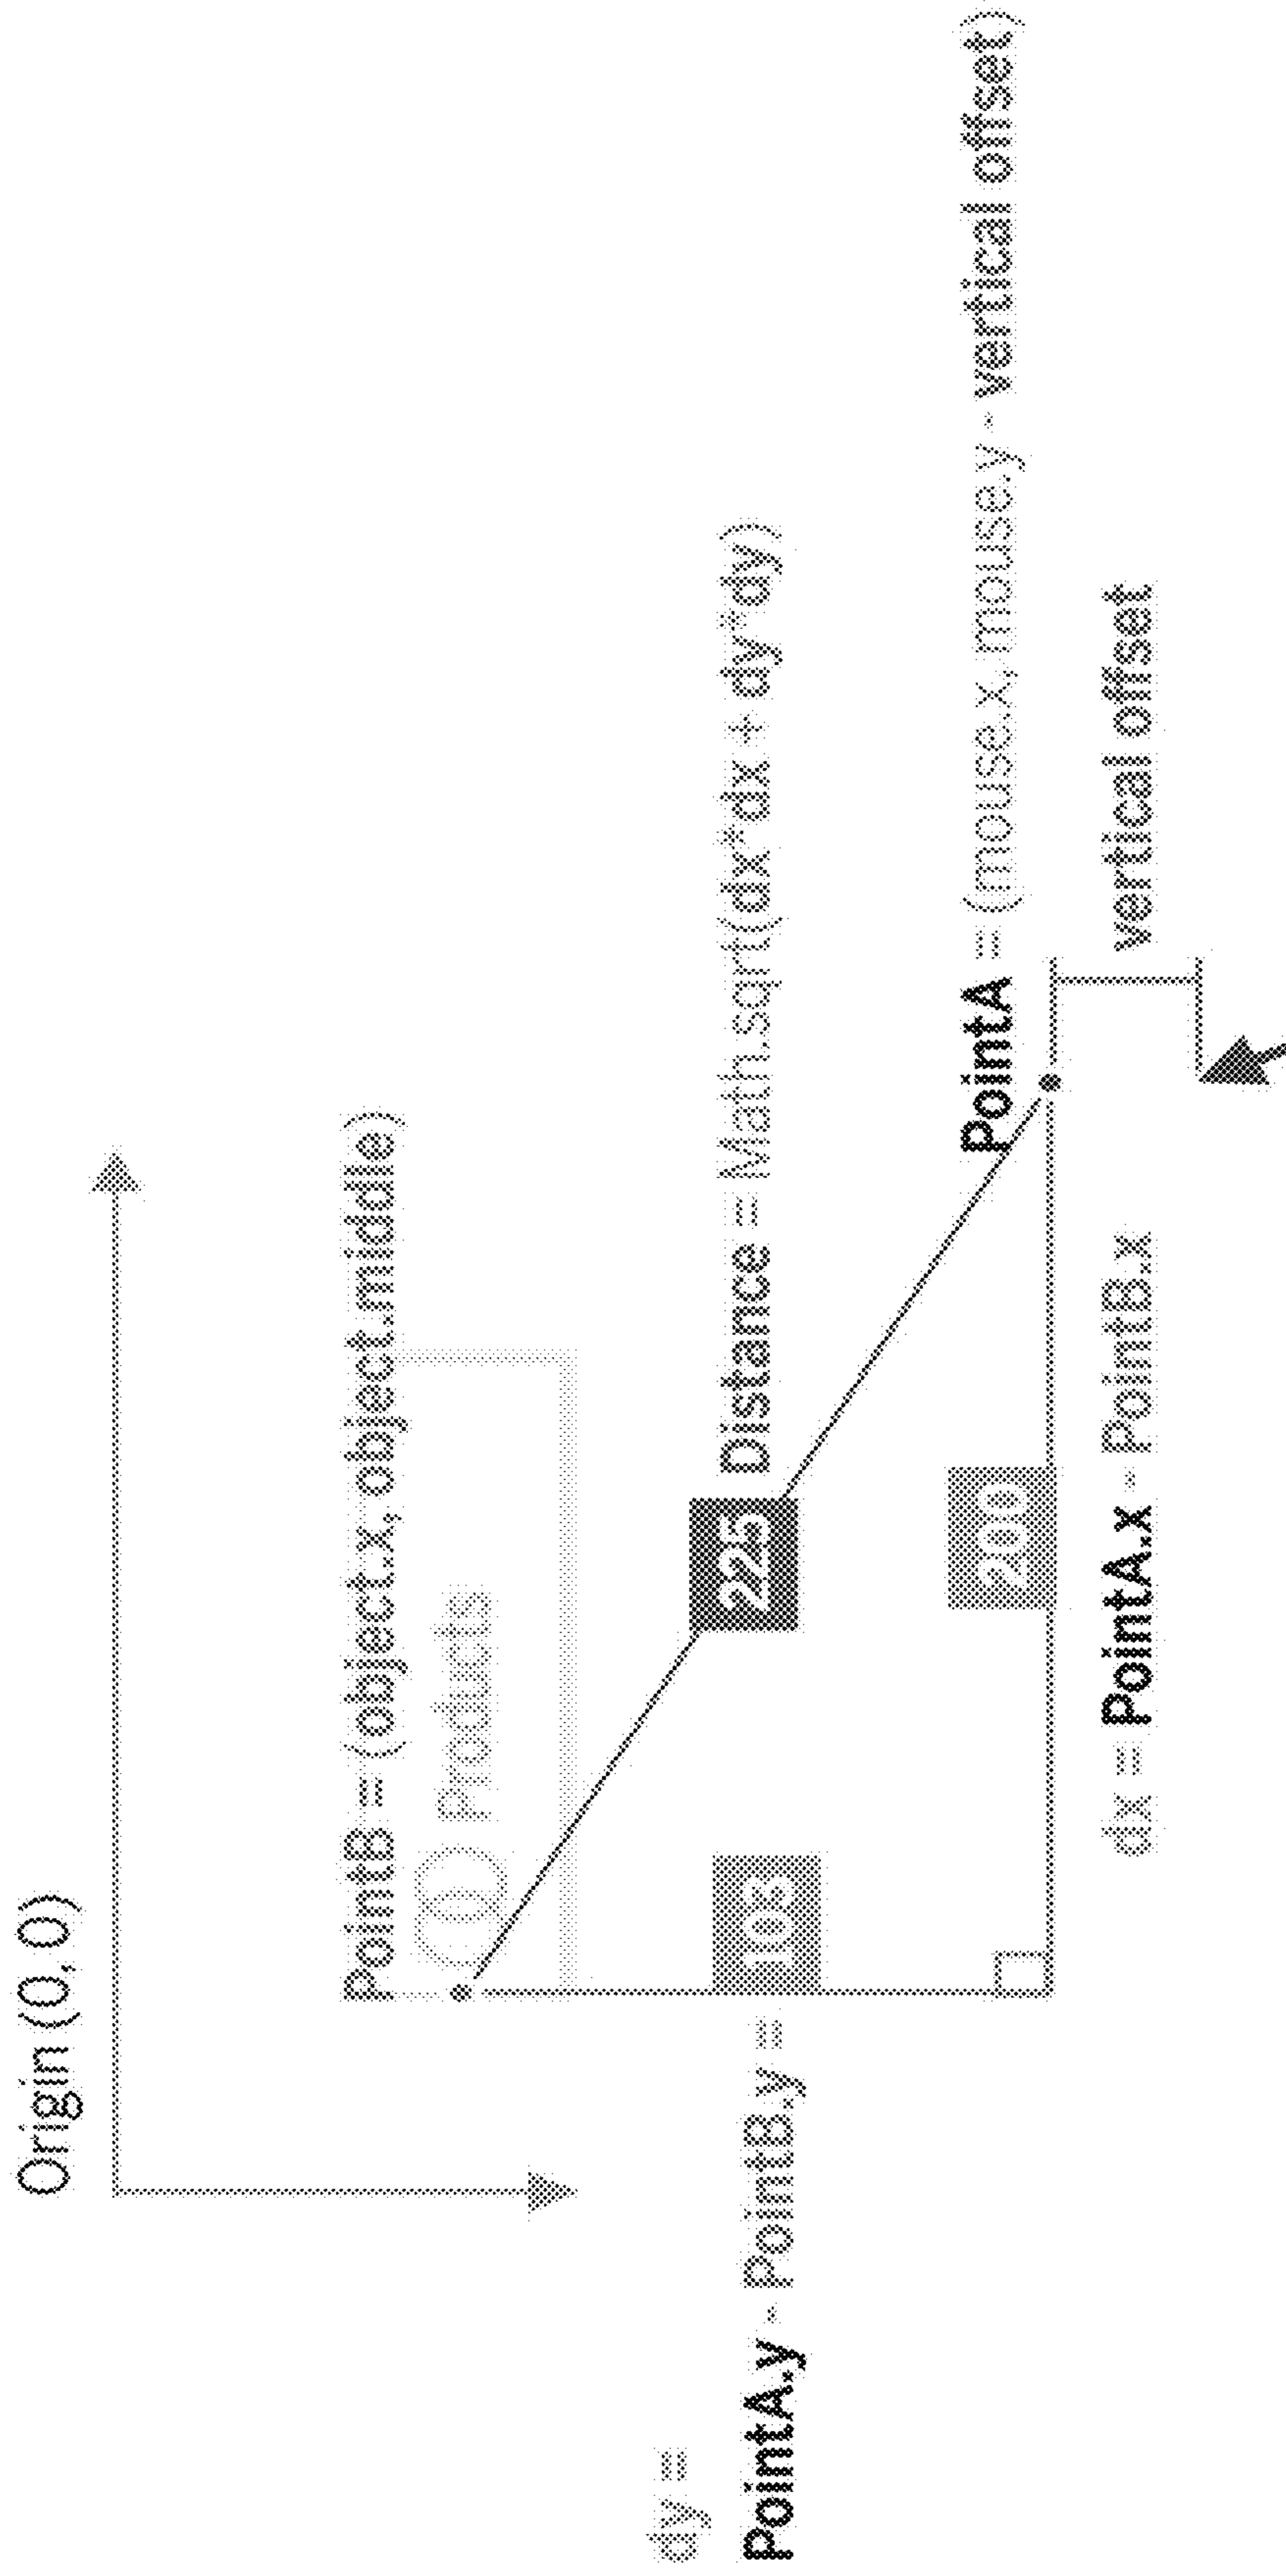 Origin (0, 0)
PointB = (object.x, object.middle)
Products
dy =
PointA.y - PointB.y =
103
225
Distance = Math.sqrt(dx*dx + dy*dy)
200
PointA = (mouse.x, mouse.y - vertical offset)
dx = PointA.x - PointB.x
vertical offset